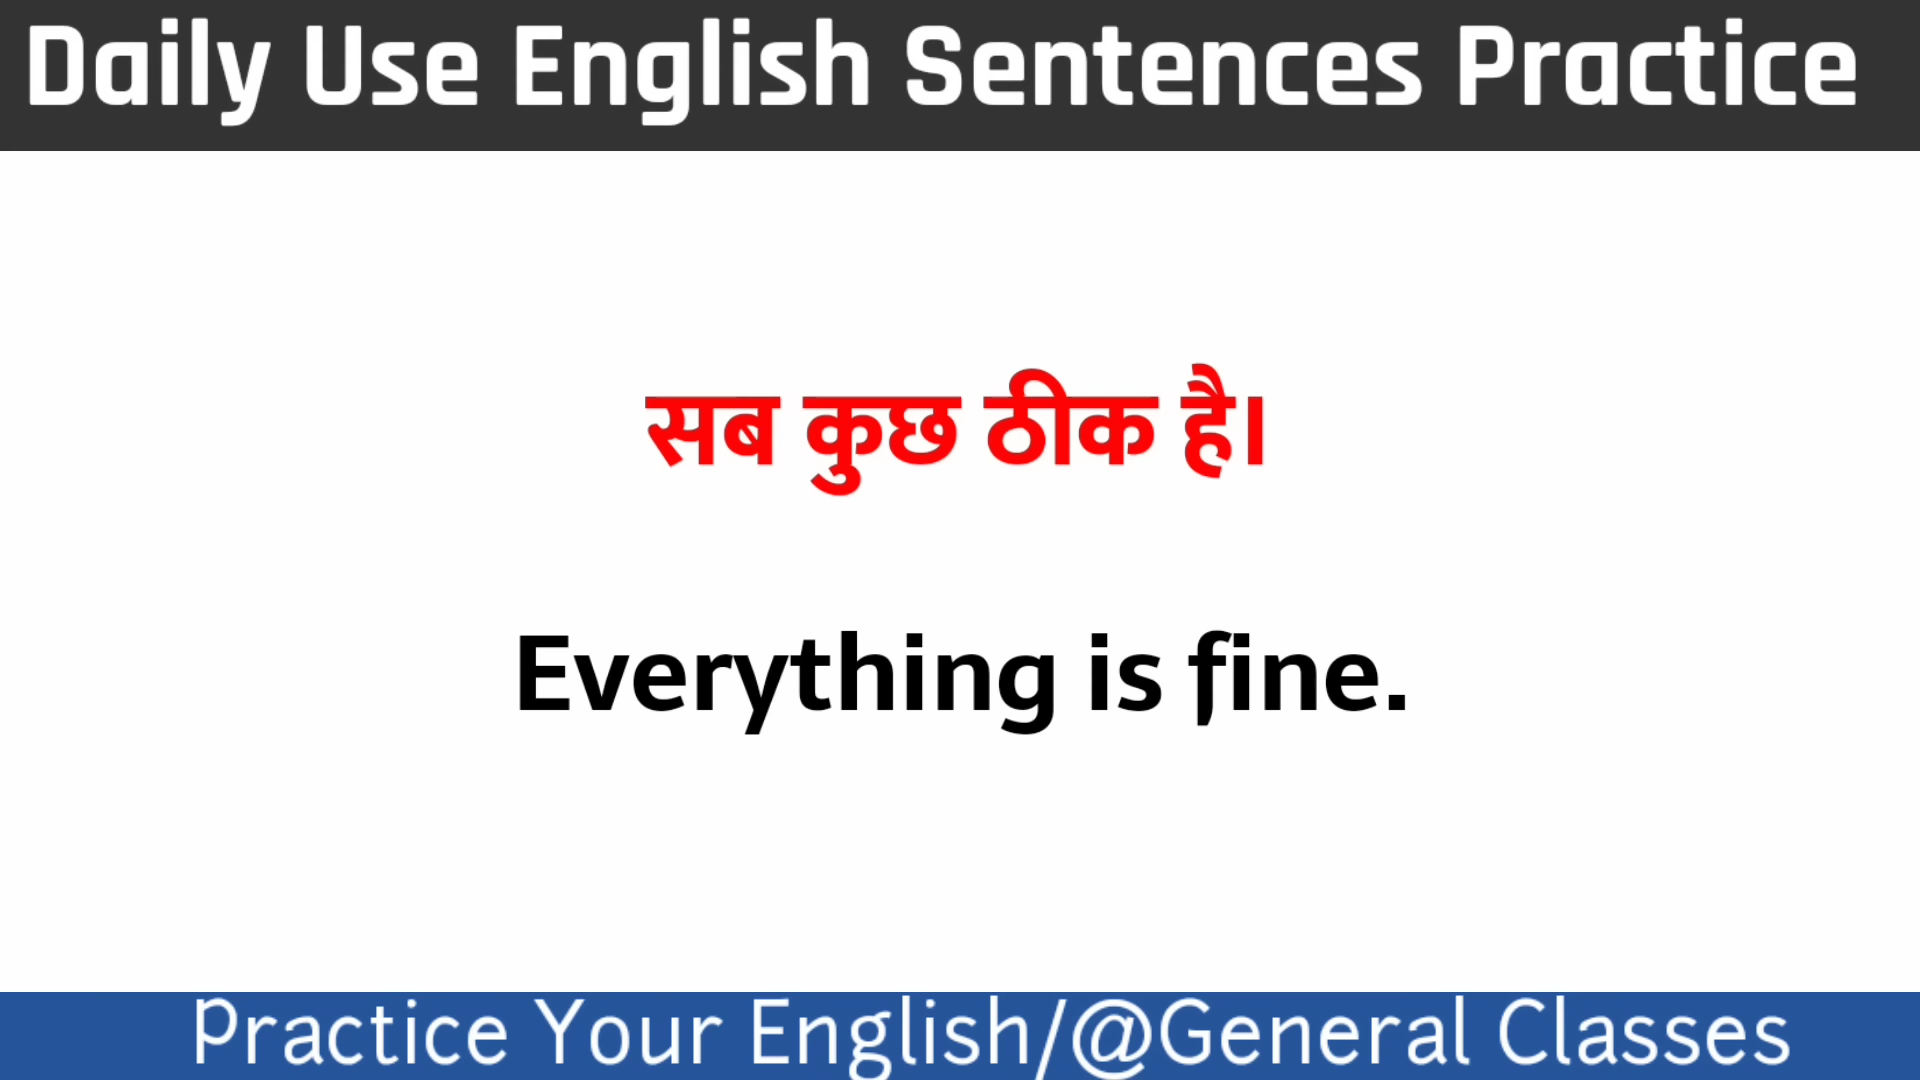 Daily Use English Sentences Practice
सब कुछ ठीक है।
Everything is fine.
Practice Your English/@General Classes